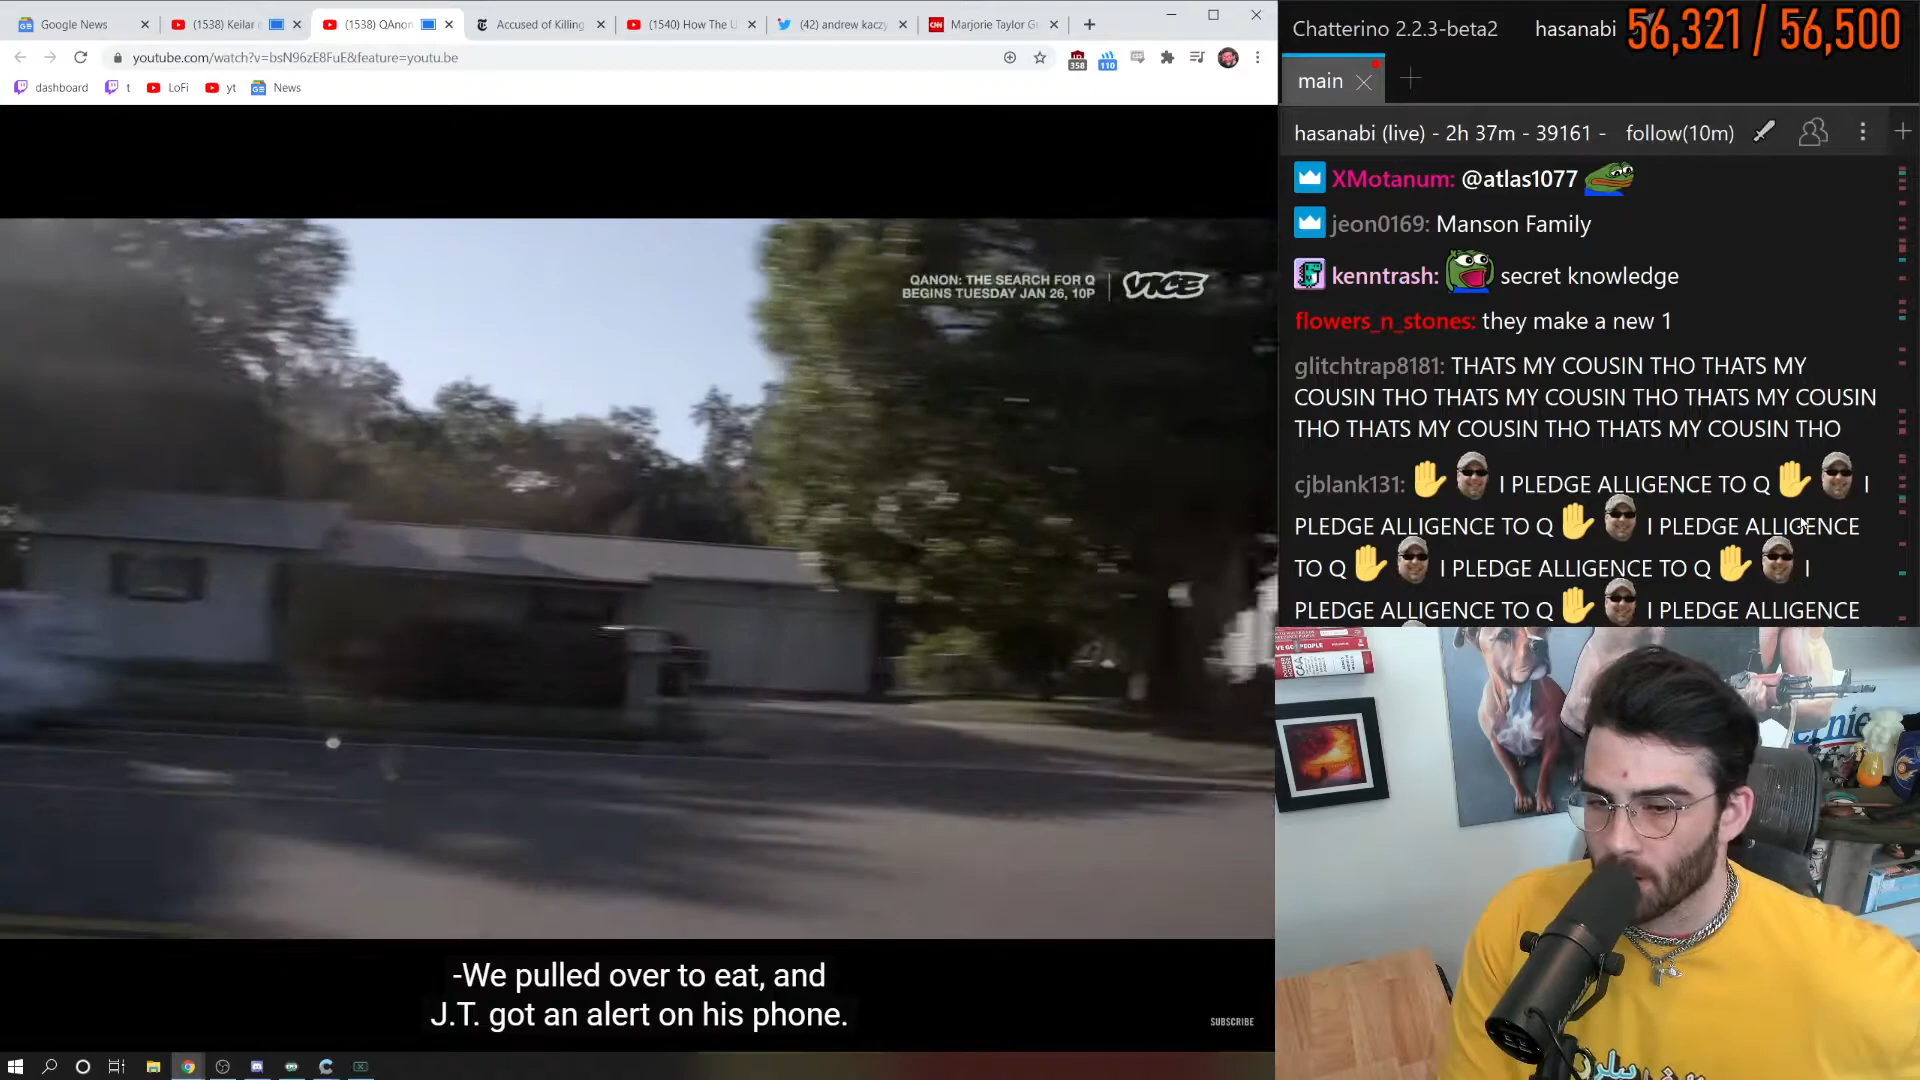 Google News
(1538) Keilar
(1538) QAnon
Accused of Killing
(1540) How The U
(42) andrew kacz
Marjorie Taylor Gr
youtube.com/watch?v=bsN96zE8FuE&feature=youtu.be
358
110
dashboard
t
LoFi
yt
News
QANON: THE SEARCH FOR Q
BEGINS TUESDAY JAN 26, 10P
VICE
-We pulled over to eat, and
J.T. got an alert on his phone.
SUBSCRIBE
Chatterino 2.2.3-beta2
hasanabi
56,321 / 56,500
main
hasanabi (live) - 2h 37m - 39161 -
follow(10m)
XMotanum: @atlas1077
jeon0169: Manson Family
kenntrash: secret knowledge
flowers_n_stones: they make a new 1
glitchtrap8181: THATS MY COUSIN THO THATS MY
COUSIN THO THATS MY COUSIN THO THATS MY COUSIN
THO THATS MY COUSIN THO THATS MY COUSIN THO
cjblank131: ✋ I PLEDGE ALLIGENCE TO Q ✋ I
PLEDGE ALLIGENCE TO Q ✋ I PLEDGE ALLIGENCE
TO Q ✋ I PLEDGE ALLIGENCE TO Q ✋ I
PLEDGE ALLIGENCE TO Q ✋ I PLEDGE ALLIGENCE